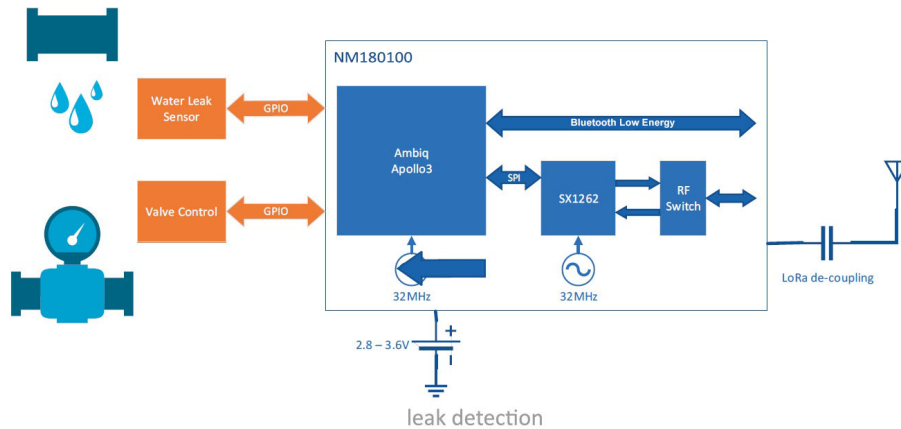 NM180100
Water Leak
Sensor
GPIO
Bluetooth Low Energy
Ambiq
Apollo3
SPI
SX1262
RF
Switch
Valve Control
GPIO
LoRa de-coupling
32MHz
32MHz
2.8 – 3.6V
+
–
leak detection